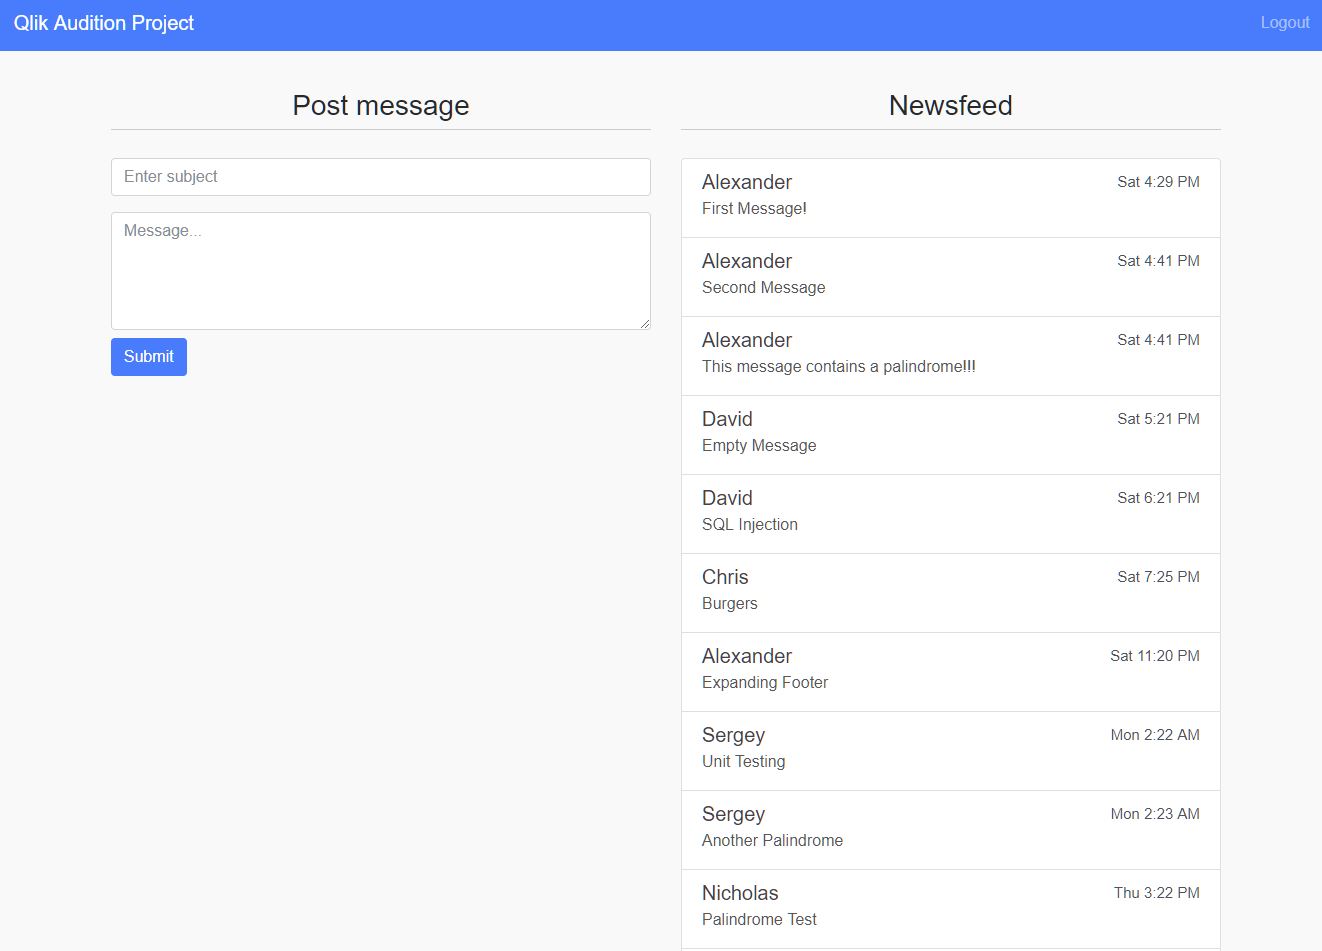 Qlik Audition Project
Logout
Post message
Enter subject
Message...
Submit
Newsfeed
Alexander Sat 4:29 PM
First Message!
Alexander Sat 4:41 PM
Second Message
Alexander Sat 4:41 PM
This message contains a palindrome!!!
David Sat 5:21 PM
Empty Message
David Sat 6:21 PM
SQL Injection
Chris Sat 7:25 PM
Burgers
Alexander Sat 11:20 PM
Expanding Footer
Sergey Mon 2:22 AM
Unit Testing
Sergey Mon 2:23 AM
Another Palindrome
Nicholas Thu 3:22 PM
Palindrome Test